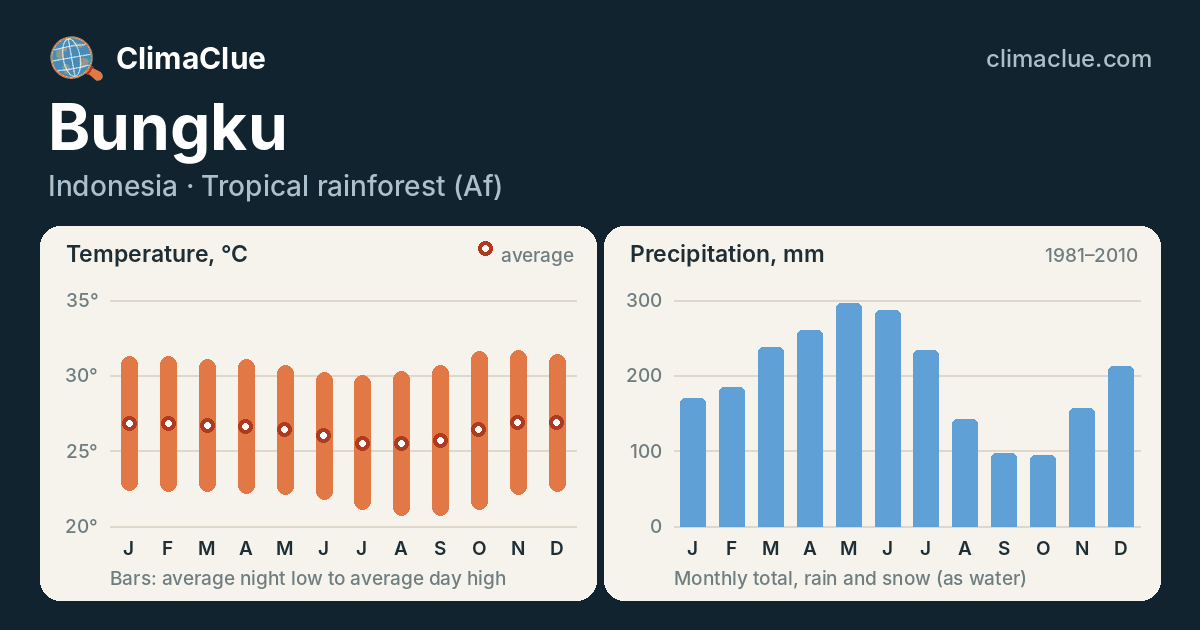 ClimaClue
climaclue.com
Bungku
Indonesia · Tropical rainforest (Af)
Temperature, °C
average
35°
30°
25°
20°
J F M A M J J A S O N D
Bars: average night low to average day high
Precipitation, mm
1981–2010
300
200
100
0
J F M A M J J A S O N D
Monthly total, rain and snow (as water)